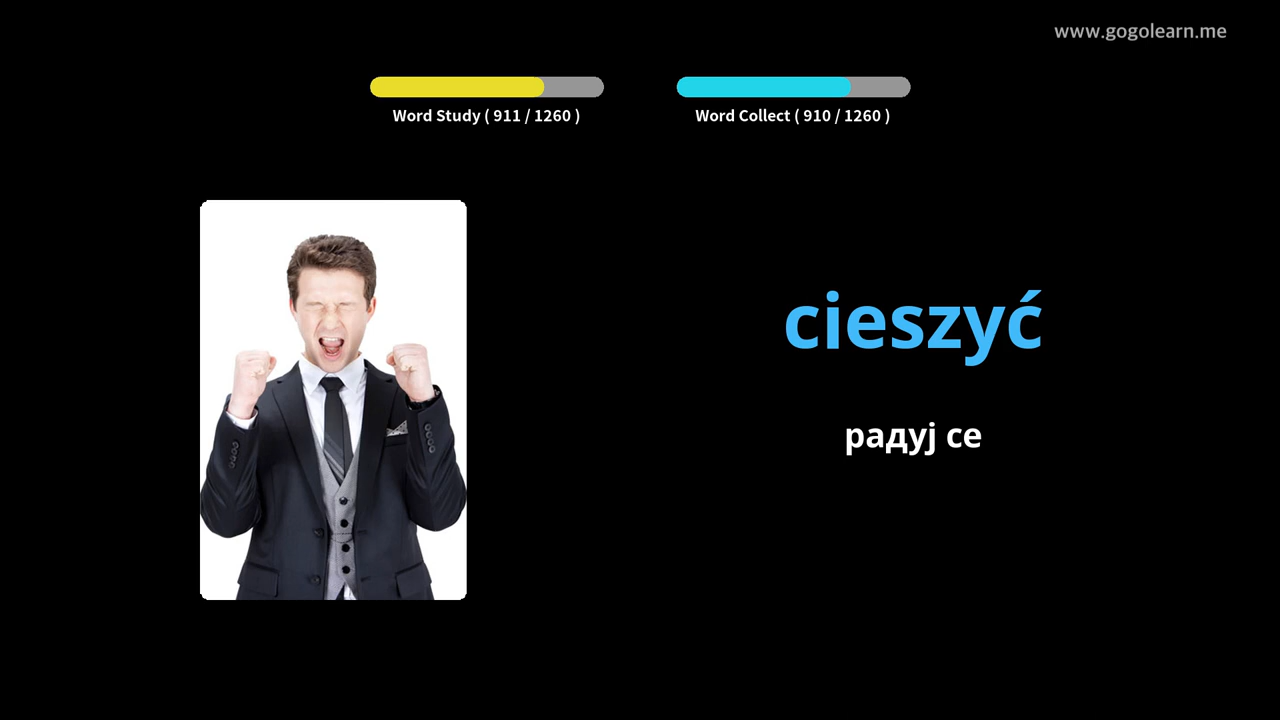 www.gogolearn.me
Word Study ( 911 / 1260 )
Word Collect ( 910 / 1260 )
cieszyć
радуј се